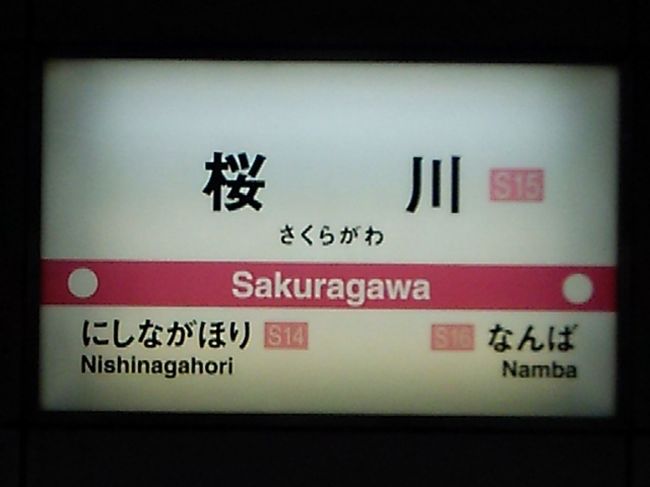 桜川 S15
さくらがわ
Sakuragawa
にしながほり S14 S16 なんば
Nishinagahori Namba